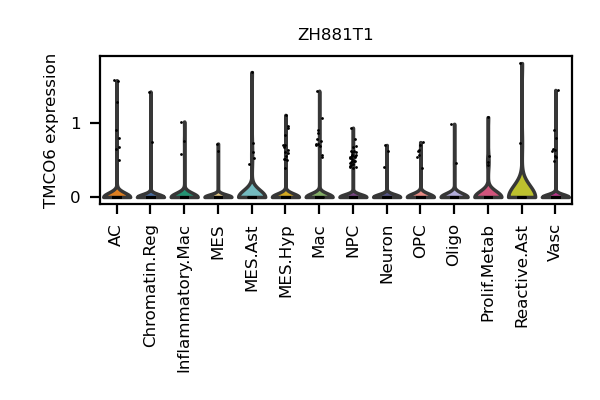 ZH881T1
TMCO6 expression
1
0
AC
Chromatin.Reg
Inflammatory.Mac
MES
MES.Ast
MES.Hyp
Mac
NPC
Neuron
OPC
Oligo
Prolif.Metab
Reactive.Ast
Vasc